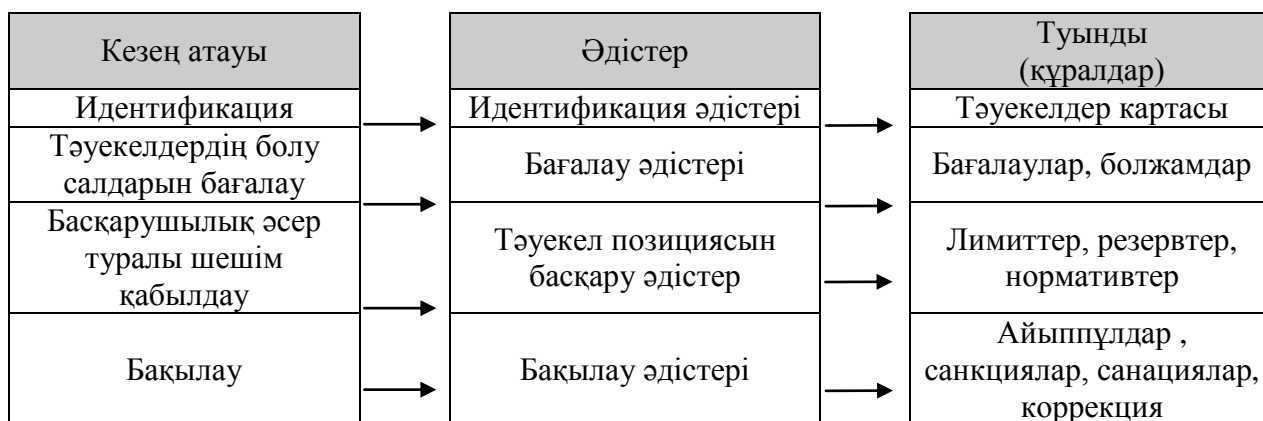 Кезең атауы
Идентификация
Тәуекелдердің болу
салдарын бағалау
Басқарушылық әсер
туралы шешім
қабылдау
Бақылау
Әдістер
Идентификация әдістері
Бағалау әдістері
Тәуекел позициясын
басқару әдістер
Бақылау әдістері
Туынды
(құралдар)
Тәуекелдер картасы
Бағалаулар, болжамдар
Лимиттер, резервтер,
нормативтер
Айыппұлдар ,
санкциялар, санациялар,
коррекция